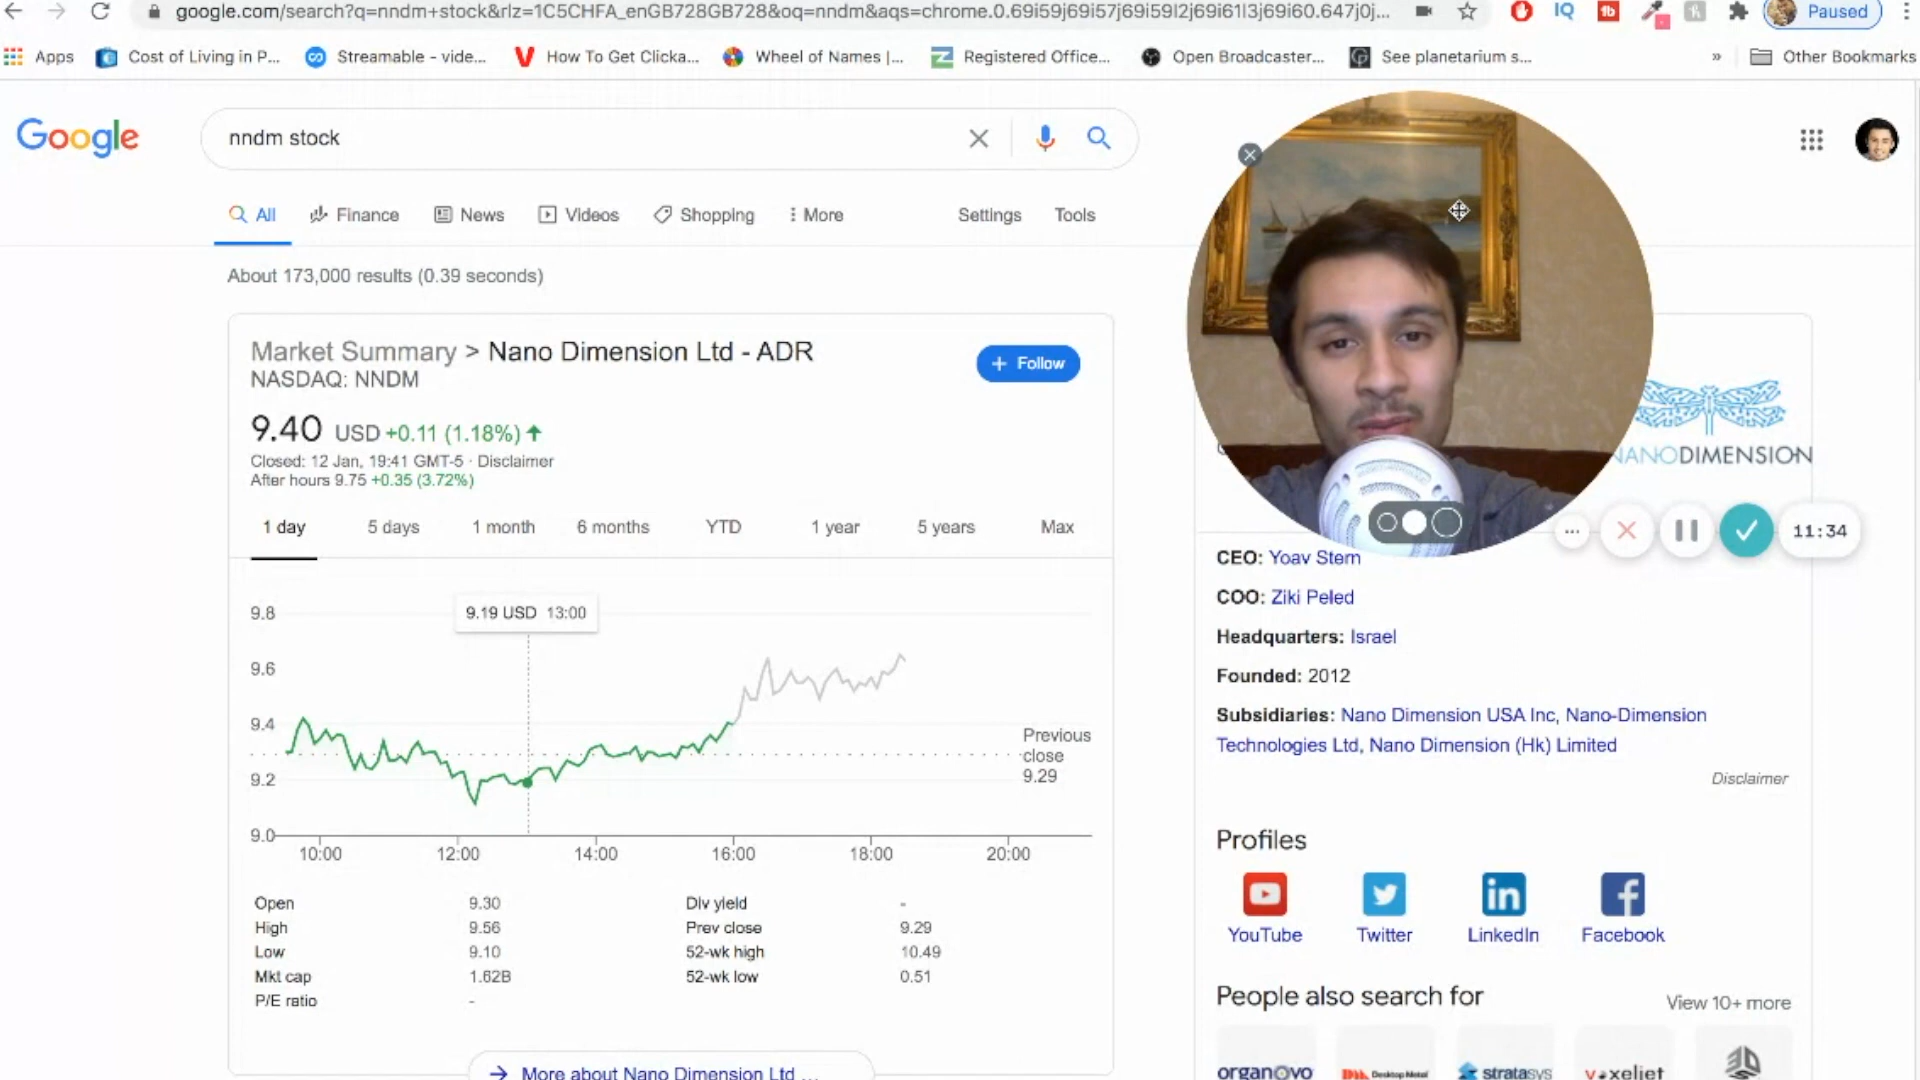 google.com/search?q=nndm+stock&rlz=1C5CHFA_enGB728GB728&oq=nndm&aqs=chrome.0.69i59j69i57j69i59l2j69i61l3j69i60.647j0j...
Paused
Apps
Cost of Living in P...
Streamable - vide...
How To Get Clicka...
Wheel of Names |...
Registered Office...
Open Broadcaster...
See planetarium s...
»
Other Bookmarks
Google
nndm stock
All
Finance
News
Videos
Shopping
More
Settings
Tools
About 173,000 results (0.39 seconds)
Market Summary > Nano Dimension Ltd - ADR
NASDAQ: NNDM
+ Follow
9.40 USD +0.11 (1.18%)
Closed: 12 Jan, 19:41 GMT-5 · Disclaimer
After hours 9.75 +0.35 (3.72%)
1 day
5 days
1 month
6 months
YTD
1 year
5 years
Max
9.19 USD 13:00
9.8
9.6
9.4
9.2
9.0
Previous
close
9.29
10:00
12:00
14:00
16:00
18:00
20:00
Open 9.30
High 9.56
Low 9.10
Mkt cap 1.62B
P/E ratio -
Div yield -
Prev close 9.29
52-wk high 10.49
52-wk low 0.51
More about Nano Dimension Ltd ...
NANODIMENSION
11:34
CEO: Yoav Stern
COO: Ziki Peled
Headquarters: Israel
Founded: 2012
Subsidiaries: Nano Dimension USA Inc, Nano-Dimension
Technologies Ltd, Nano Dimension (Hk) Limited
Disclaimer
Profiles
YouTube
Twitter
LinkedIn
Facebook
People also search for
View 10+ more
organovo
Desktop Metal
stratasys
voxeljet
3D